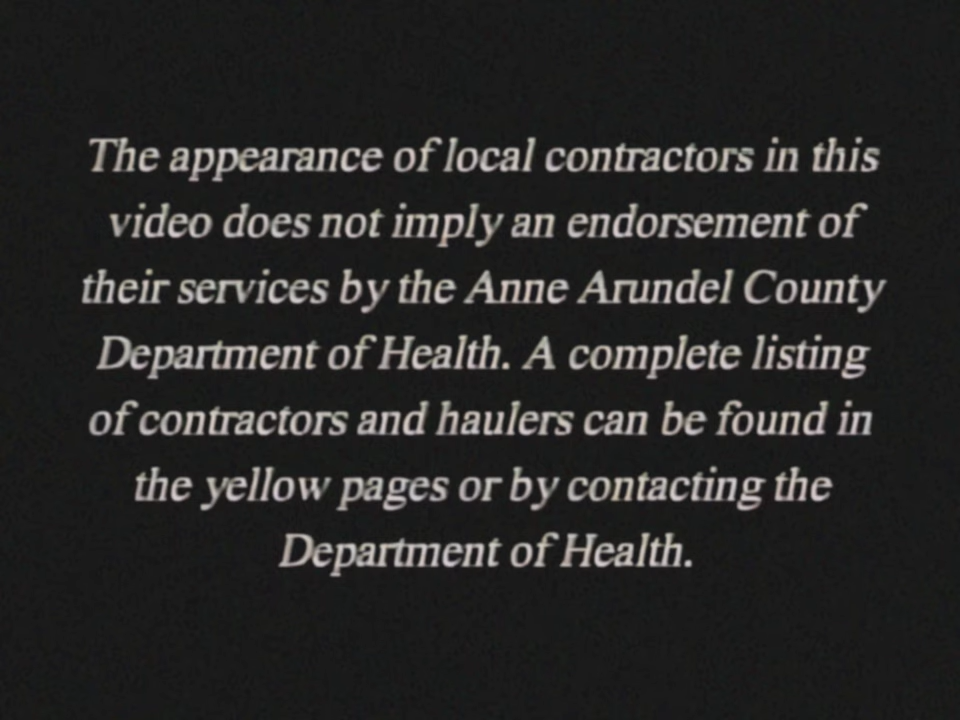 The appearance of local contractors in this
video does not imply an endorsement of
their services by the Anne Arundel County
Department of Health. A complete listing
of contractors and haulers can be found in
the yellow pages or by contacting the
Department of Health.